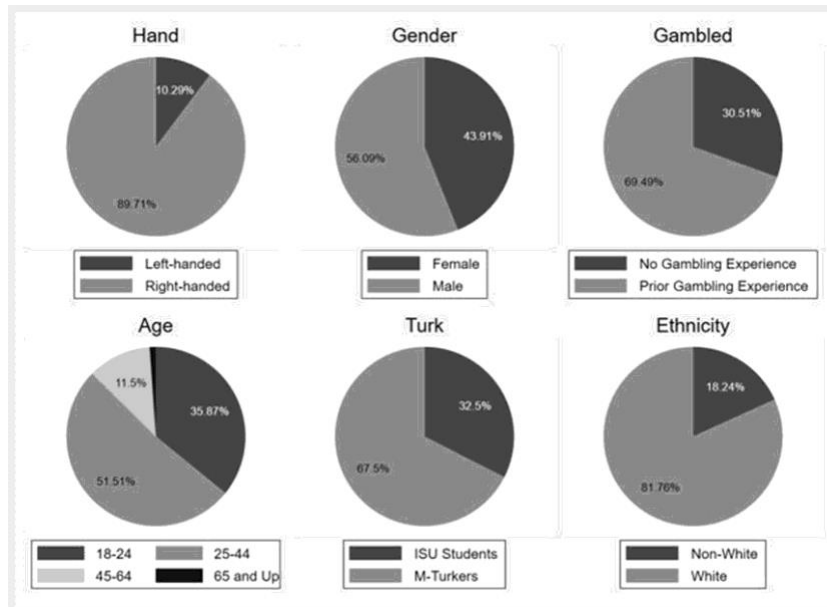 Hand
Gender
Gambled
10.29%
89.71%
43.91%
56.09%
30.51%
69.49%
Left-handed
Right-handed
Female
Male
No Gambling Experience
Prior Gambling Experience
Age
Turk
Ethnicity
11.5%
35.87%
51.51%
32.5%
67.5%
18.24%
81.76%
18-24
25-44
45-64
65 and Up
ISU Students
M-Turkers
Non-White
White